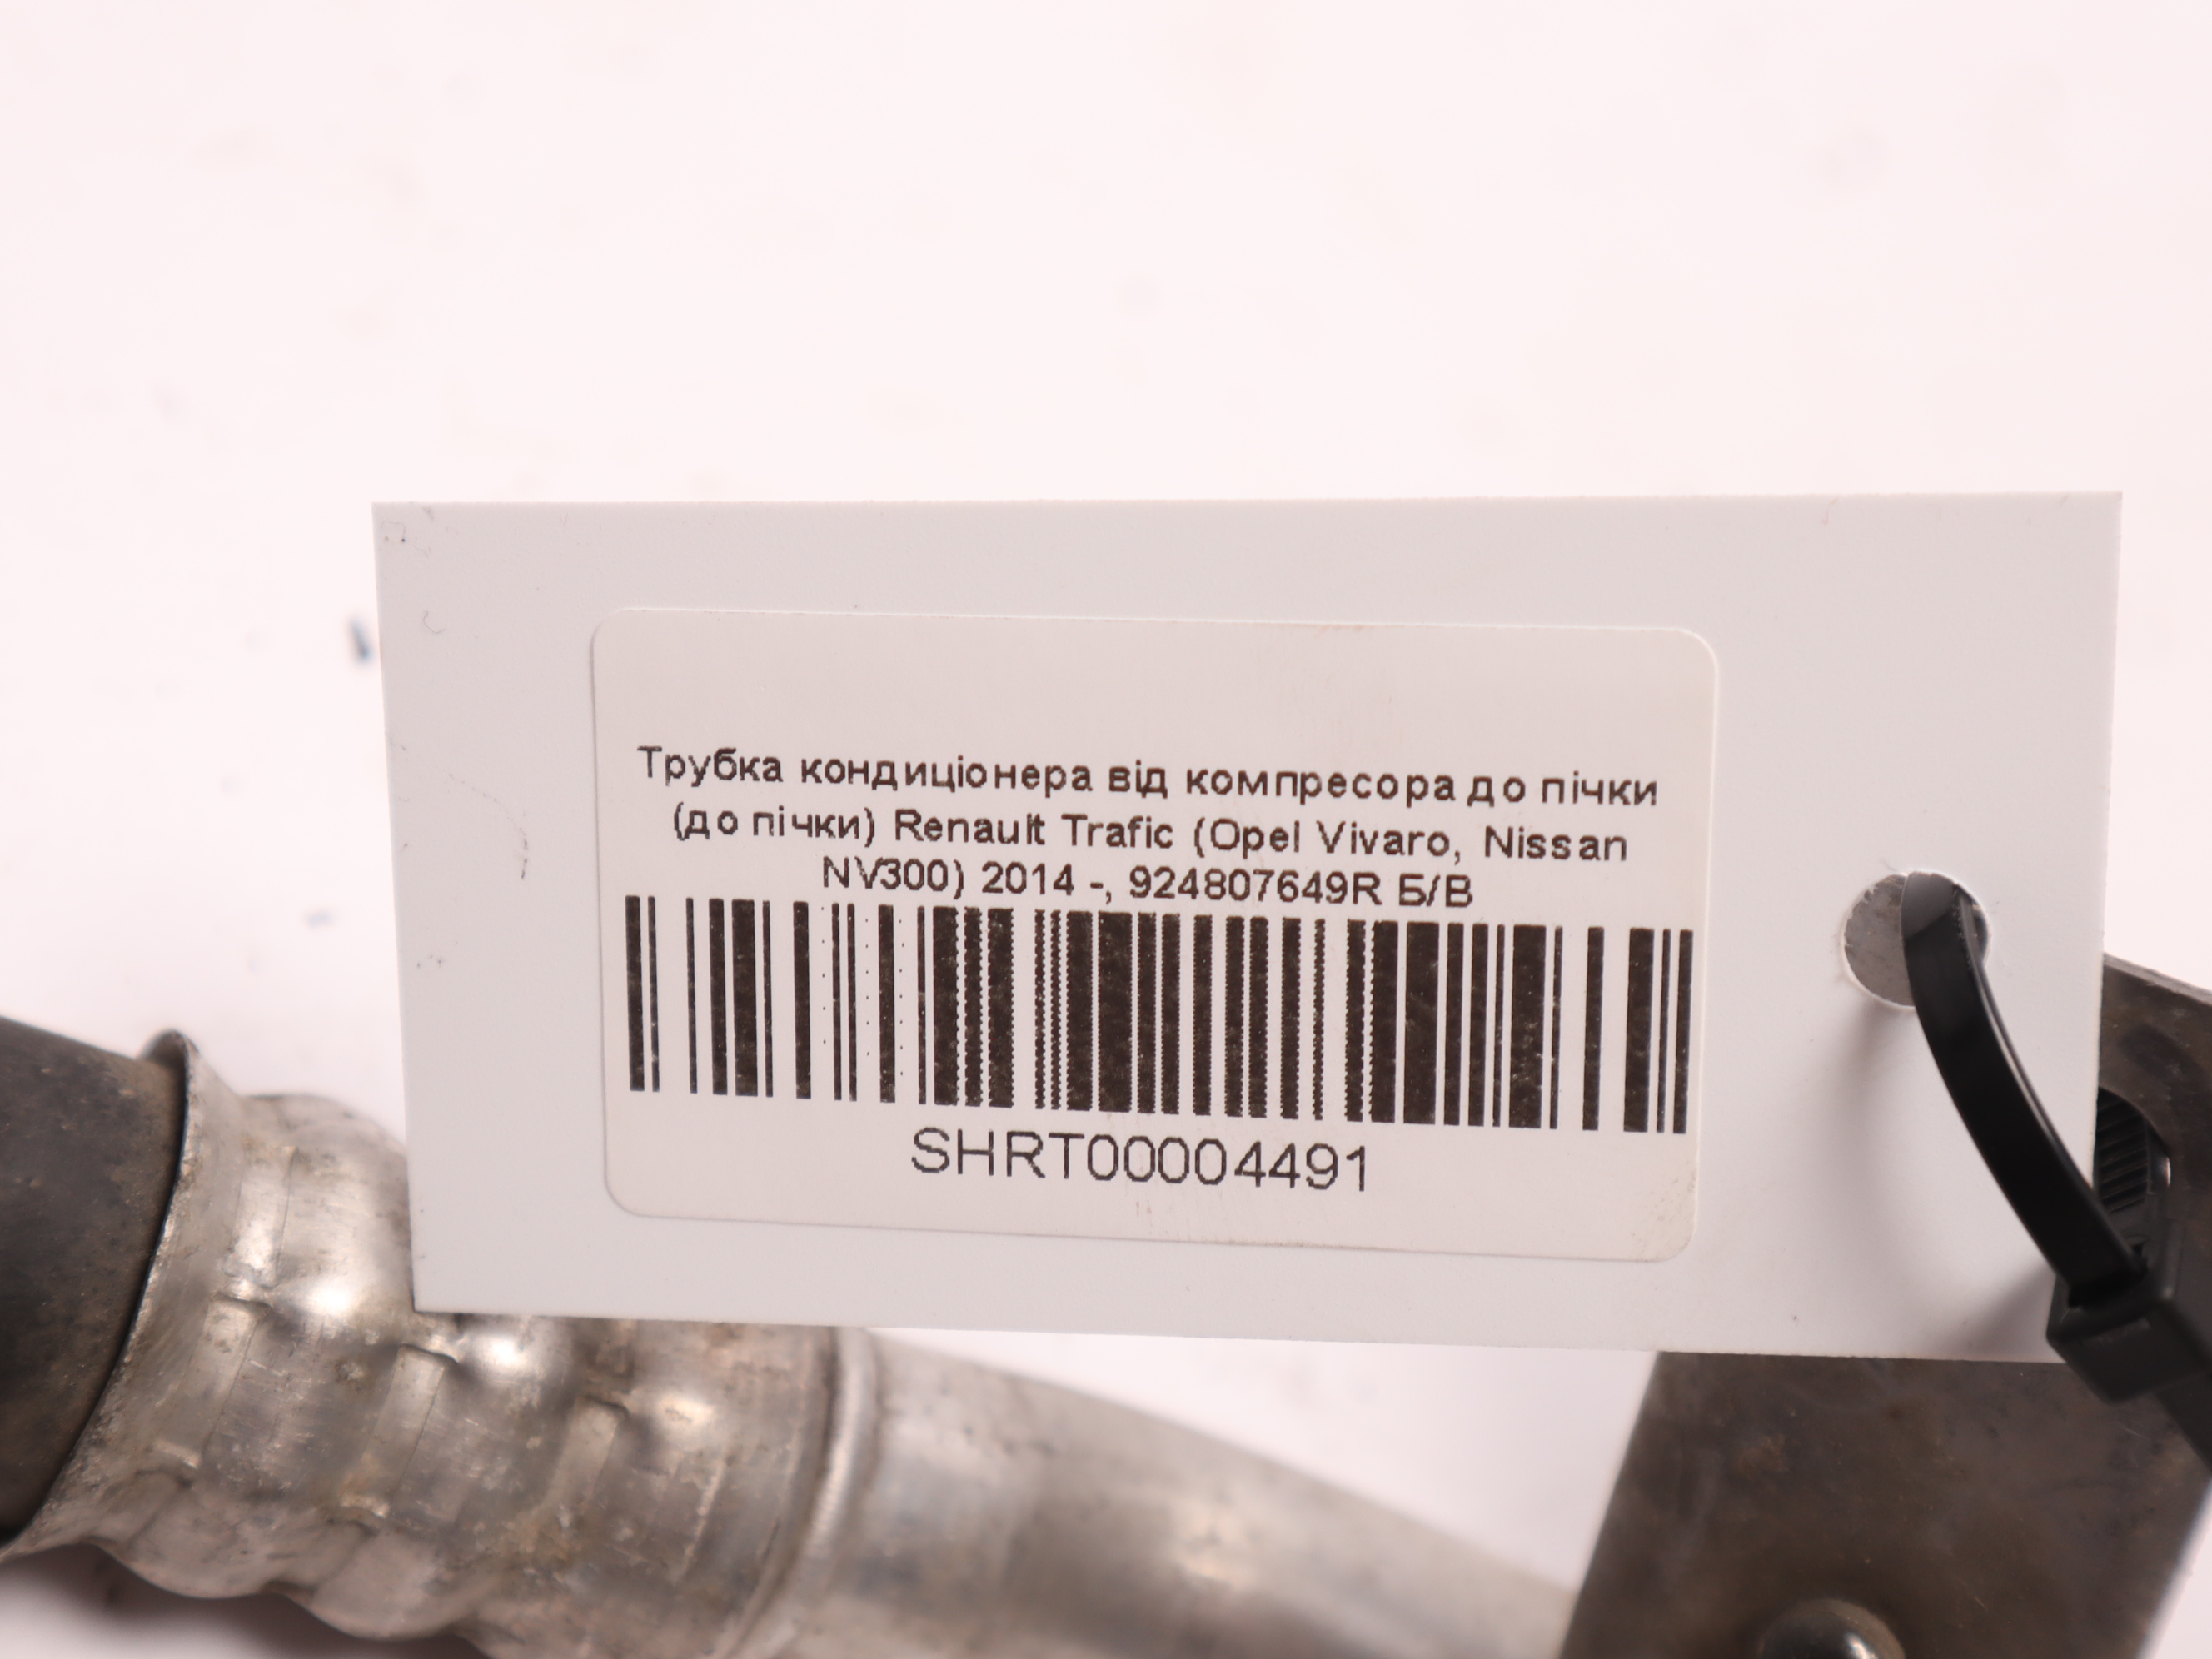 Трубка кондиціонера від компресора до пічки
(до пічки) Renault Trafic (Opel Vivaro, Nissan
NV300) 2014 -, 924807649R Б/В
SHRT00004491